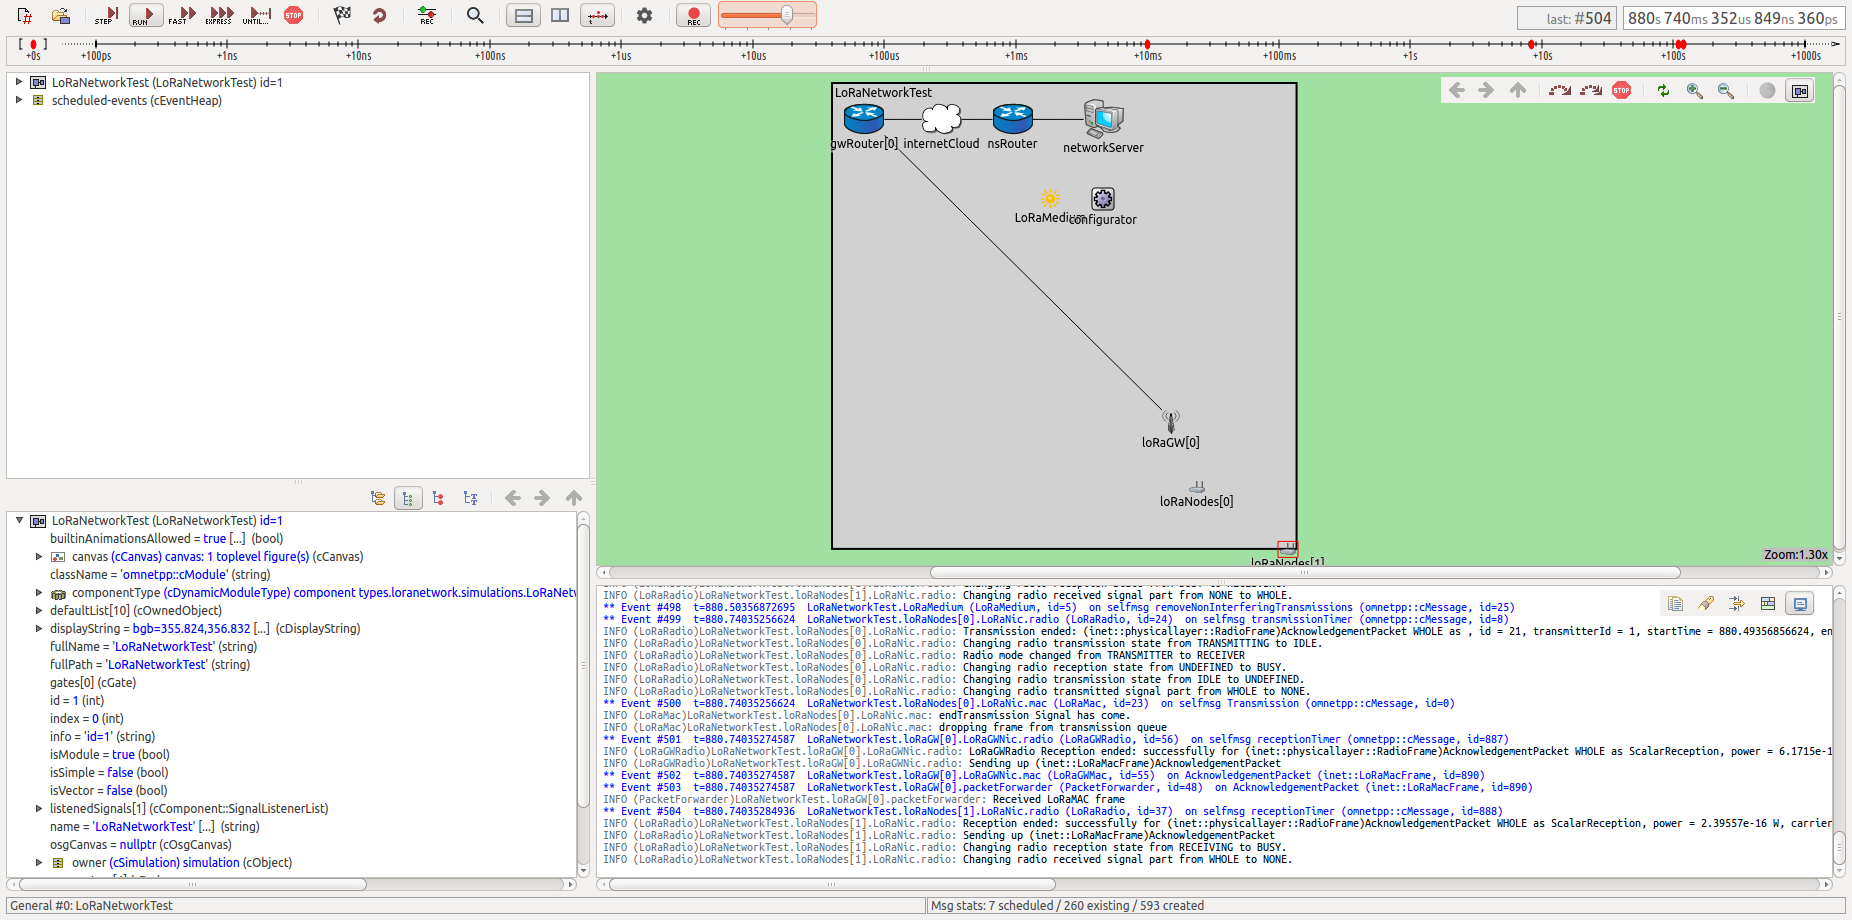 STEP
RUN
FAST
EXPRESS
UNTIL...
STOP
REC
REC
last: #504
880s 740ms 352us 849ns 360ps
+0s
+100ps
+1ns
+10ns
+100ns
+1us
+10us
+100us
+1ms
+10ms
+100ms
+1s
+10s
+100s
+1000s
LoRaNetworkTest (LoRaNetworkTest) id=1
scheduled-events (cEventHeap)
LoRaNetworkTest
gwRouter[0]
internetCloud
nsRouter
networkServer
configurator
loRaGW[0]
loRaNodes[0]
loRaNodes[1]
STOP
Zoom:1.30x
LoRaNetworkTest (LoRaNetworkTest) id=1
builtinAnimationsAllowed = true [...] (bool)
canvas (cCanvas) canvas: 1 toplevel figure(s) (cCanvas)
className = 'omnetpp::cModule' (string)
componentType (cDynamicModuleType) component types.loranetwork.simulations.LoRaNetw
defaultList[10] (cOwnedObject)
displayString = bgb=355.824,356.832 [...] (cDisplayString)
fullName = 'LoRaNetworkTest' (string)
fullPath = 'LoRaNetworkTest' (string)
gates[0] (cGate)
id = 1 (int)
index = 0 (int)
info = 'id=1' (string)
isModule = true (bool)
isSimple = false (bool)
isVector = false (bool)
listenedSignals[1] (cComponent::SignalListenerList)
name = 'LoRaNetworkTest' [...] (string)
osgCanvas = nullptr (cOsgCanvas)
owner (cSimulation) simulation (cObject)
INFO (LoRaRadio)LoRaNetworkTest.loRaNodes[1].LoRaNic.radio: Changing radio received signal part from NONE to WHOLE.
** Event #498 t=880.50356872695 LoRaNetworkTest.LoRaMedium (LoRaMedium, id=5) on selfmsg removeNonInterferingTransmissions (omnetpp::cMessage, id=25)
** Event #499 t=880.74035256624 LoRaNetworkTest.loRaNodes[0].LoRaNic.radio (LoRaRadio, id=24) on selfmsg transmissionTimer (omnetpp::cMessage, id=8)
INFO (LoRaRadio)LoRaNetworkTest.loRaNodes[0].LoRaNic.radio: Transmission ended: (inet::physicallayer::RadioFrame)AcknowledgementPacket WHOLE as , id = 21, transmitterId = 1, startTime = 880.49356856624, en
INFO (LoRaRadio)LoRaNetworkTest.loRaNodes[0].LoRaNic.radio: Changing radio transmission state from TRANSMITTING to IDLE.
INFO (LoRaRadio)LoRaNetworkTest.loRaNodes[0].LoRaNic.radio: Radio mode changed from TRANSMITTER to RECEIVER
INFO (LoRaRadio)LoRaNetworkTest.loRaNodes[0].LoRaNic.radio: Changing radio reception state from UNDEFINED to BUSY.
INFO (LoRaRadio)LoRaNetworkTest.loRaNodes[0].LoRaNic.radio: Changing radio transmission state from IDLE to UNDEFINED.
INFO (LoRaRadio)LoRaNetworkTest.loRaNodes[0].LoRaNic.radio: Changing radio transmitted signal part from WHOLE to NONE.
** Event #500 t=880.74035256624 LoRaNetworkTest.loRaNodes[0].LoRaNic.mac (LoRaMac, id=23) on selfmsg Transmission (omnetpp::cMessage, id=0)
INFO (LoRaMac)LoRaNetworkTest.loRaNodes[0].LoRaNic.mac: endTransmission Signal has come.
INFO (LoRaMac)LoRaNetworkTest.loRaNodes[0].LoRaNic.mac: dropping frame from transmission queue
** Event #501 t=880.74035274587 LoRaNetworkTest.loRaGW[0].LoRaGWNic.radio (LoRaGWRadio, id=56) on selfmsg receptionTimer (omnetpp::cMessage, id=887)
INFO (LoRaGWRadio)LoRaNetworkTest.loRaGW[0].LoRaGWNic.radio: LoRaGWRadio Reception ended: successfully for (inet::physicallayer::RadioFrame)AcknowledgementPacket WHOLE as ScalarReception, power = 6.1715e-1
INFO (LoRaGWRadio)LoRaNetworkTest.loRaGW[0].LoRaGWNic.radio: Sending up (inet::LoRaMacFrame)AcknowledgementPacket
** Event #502 t=880.74035274587 LoRaNetworkTest.loRaGW[0].LoRaGWNic.mac (LoRaGWMac, id=55) on AcknowledgementPacket (inet::LoRaMacFrame, id=890)
** Event #503 t=880.74035274587 LoRaNetworkTest.loRaGW[0].packetForwarder (PacketForwarder, id=48) on AcknowledgementPacket (inet::LoRaMacFrame, id=890)
INFO (PacketForwarder)LoRaNetworkTest.loRaGW[0].packetForwarder: Received LoRaMAC frame
** Event #504 t=880.74035284936 LoRaNetworkTest.loRaNodes[1].LoRaNic.radio (LoRaRadio, id=37) on selfmsg receptionTimer (omnetpp::cMessage, id=888)
INFO (LoRaRadio)LoRaNetworkTest.loRaNodes[1].LoRaNic.radio: Reception ended: successfully for (inet::physicallayer::RadioFrame)AcknowledgementPacket WHOLE as ScalarReception, power = 2.39557e-16 W, carrier
INFO (LoRaRadio)LoRaNetworkTest.loRaNodes[1].LoRaNic.radio: Sending up (inet::LoRaMacFrame)AcknowledgementPacket
INFO (LoRaRadio)LoRaNetworkTest.loRaNodes[1].LoRaNic.radio: Changing radio reception state from RECEIVING to BUSY.
INFO (LoRaRadio)LoRaNetworkTest.loRaNodes[1].LoRaNic.radio: Changing radio received signal part from WHOLE to NONE.
General #0: LoRaNetworkTest
Msg stats: 7 scheduled / 260 existing / 593 created